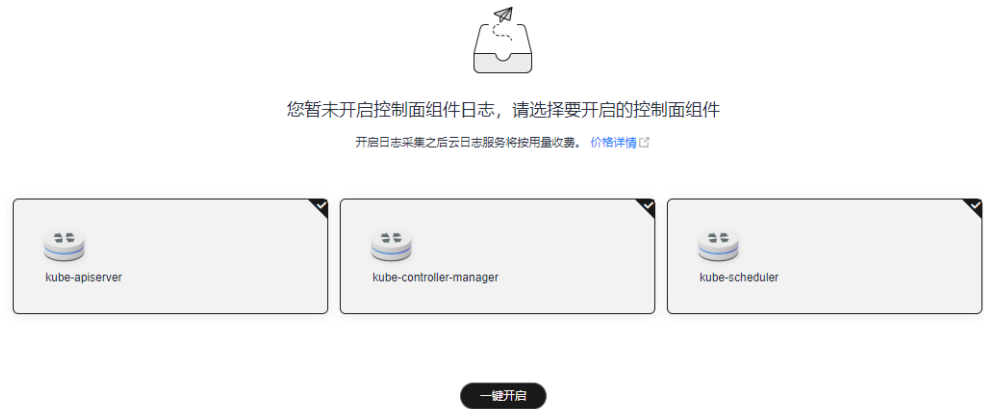 您暂未开启控制面组件日志，请选择要开启的控制面组件
开启日志采集之后云日志服务将按用量收费。 价格详情
kube-apiserver
kube-controller-manager
kube-scheduler
一键开启